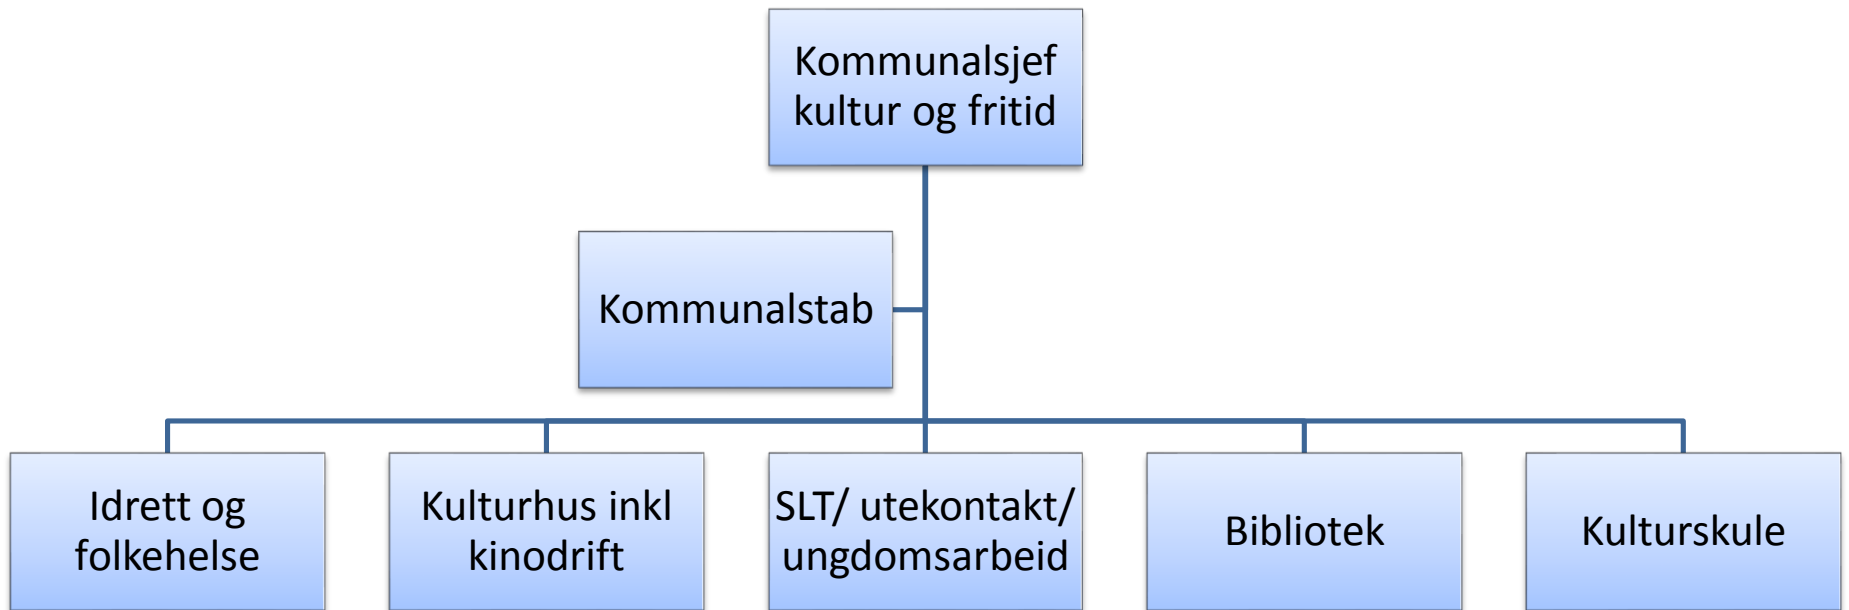 Kommunalsjef
kultur og fritid
Kommunalstab
Idrett og
folkehelse
Kulturhus inkl
kinodrift
SLT/ utekontakt/
ungdomsarbeid
Bibliotek
Kulturskule